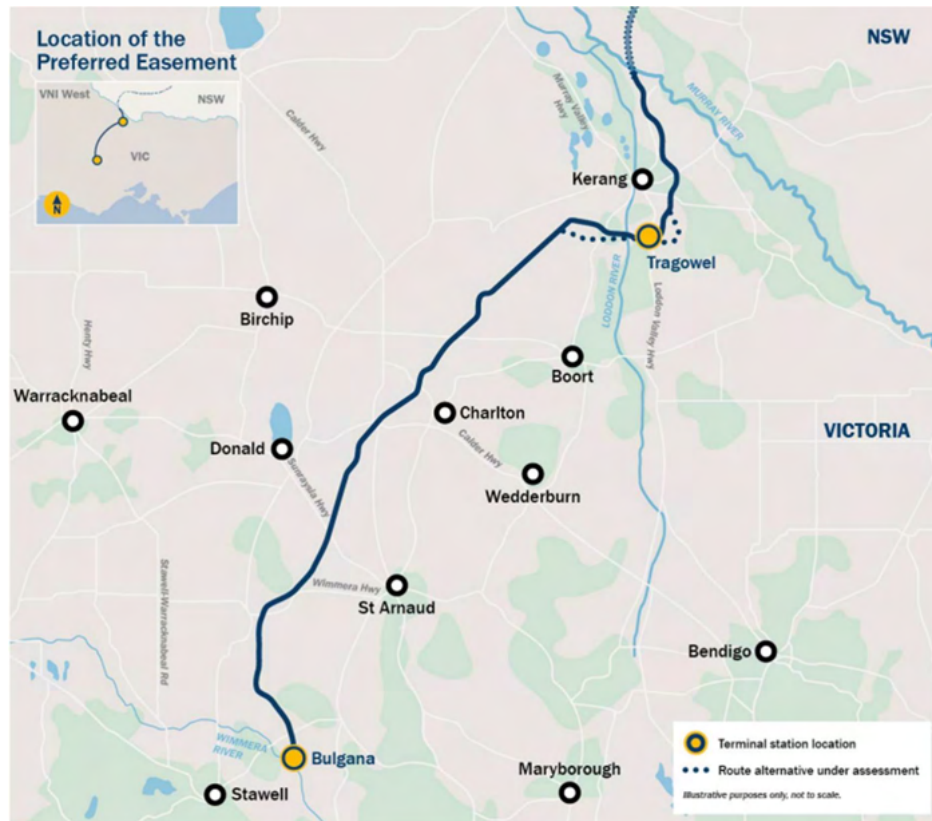 Location of the
Preferred Easement
VNI West
NSW
VIC
N
NSW
Calder Hwy
Murray Valley
Hwy
MURRAY RIVER
Kerang
Tragowel
LODDON RIVER
Loddon Valley Hwy
Birchip
Henty Hwy
Boort
Warracknabeal
Charlton
VICTORIA
Donald
Calder Hwy
Sunraysia Hwy
Wedderburn
Wimmera Hwy
St Arnaud
Stawell-Warracknabeal Rd
Bendigo
WIMMERA
RIVER
Bulgana
Terminal station location
Maryborough
Route alternative under assessment
Stawell
Illustrative purposes only, not to scale.